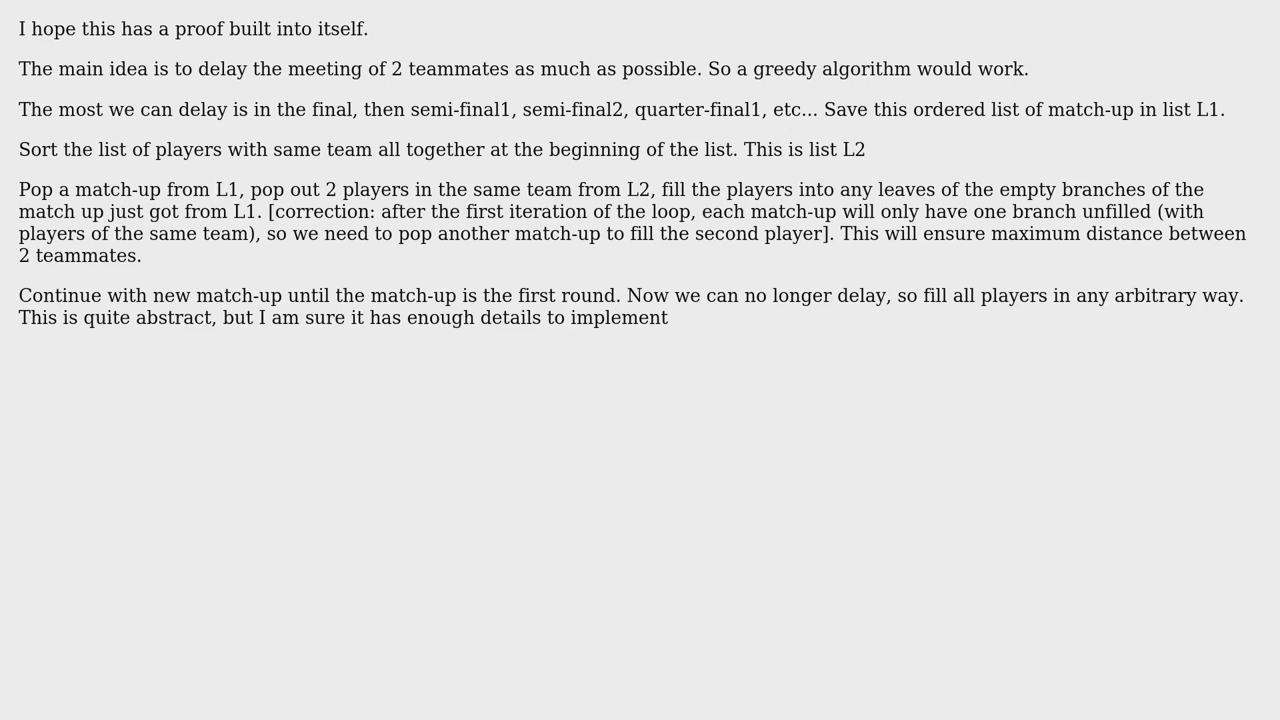 I hope this has a proof built into itself.
The main idea is to delay the meeting of 2 teammates as much as possible. So a greedy algorithm would work.
The most we can delay is in the final, then semi-final1, semi-final2, quarter-final1, etc... Save this ordered list of match-up in list L1.
Sort the list of players with same team all together at the beginning of the list. This is list L2
Pop a match-up from L1, pop out 2 players in the same team from L2, fill the players into any leaves of the empty branches of the
match up just got from L1. [correction: after the first iteration of the loop, each match-up will only have one branch unfilled (with
players of the same team), so we need to pop another match-up to fill the second player]. This will ensure maximum distance between
2 teammates.
Continue with new match-up until the match-up is the first round. Now we can no longer delay, so fill all players in any arbitrary way.
This is quite abstract, but I am sure it has enough details to implement